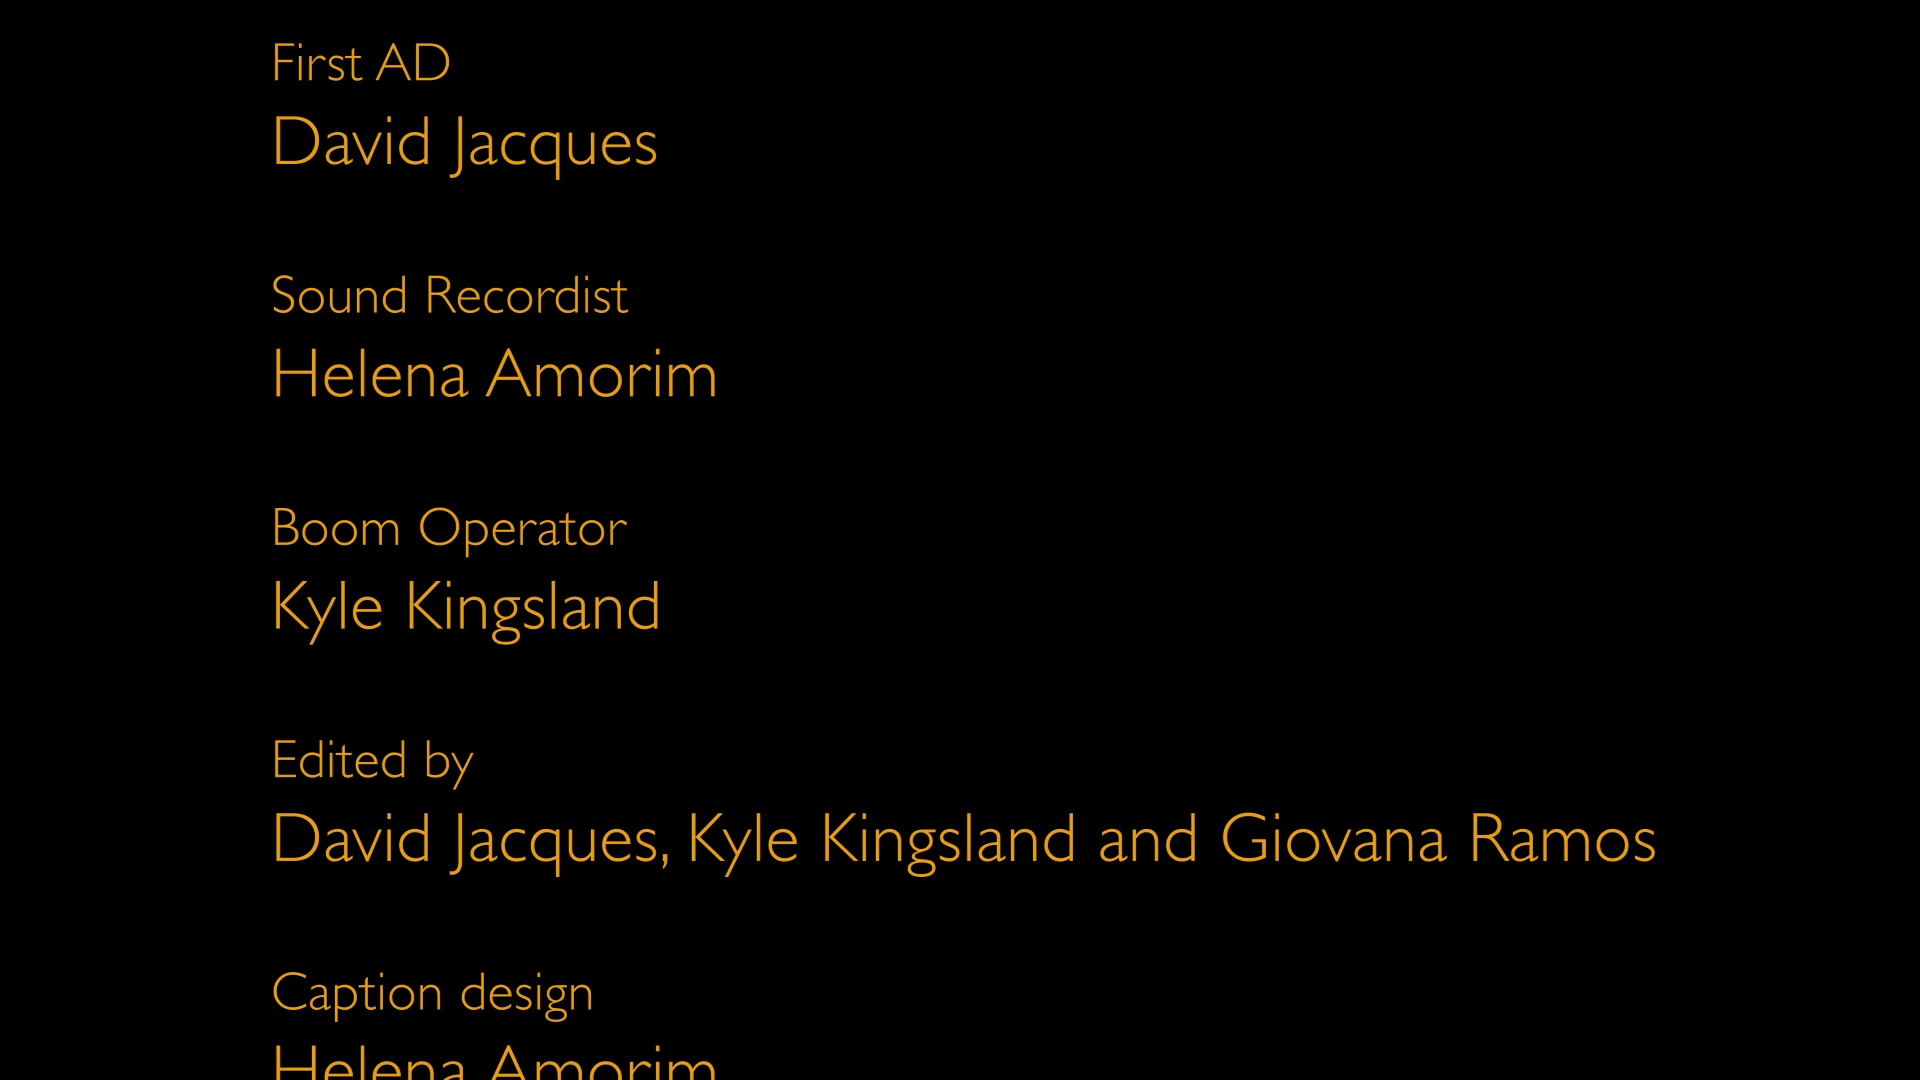 First AD
David Jacques
Sound Recordist
Helena Amorim
Boom Operator
Kyle Kingsland
Edited by
David Jacques, Kyle Kingsland and Giovana Ramos
Caption design
Helena Amorim